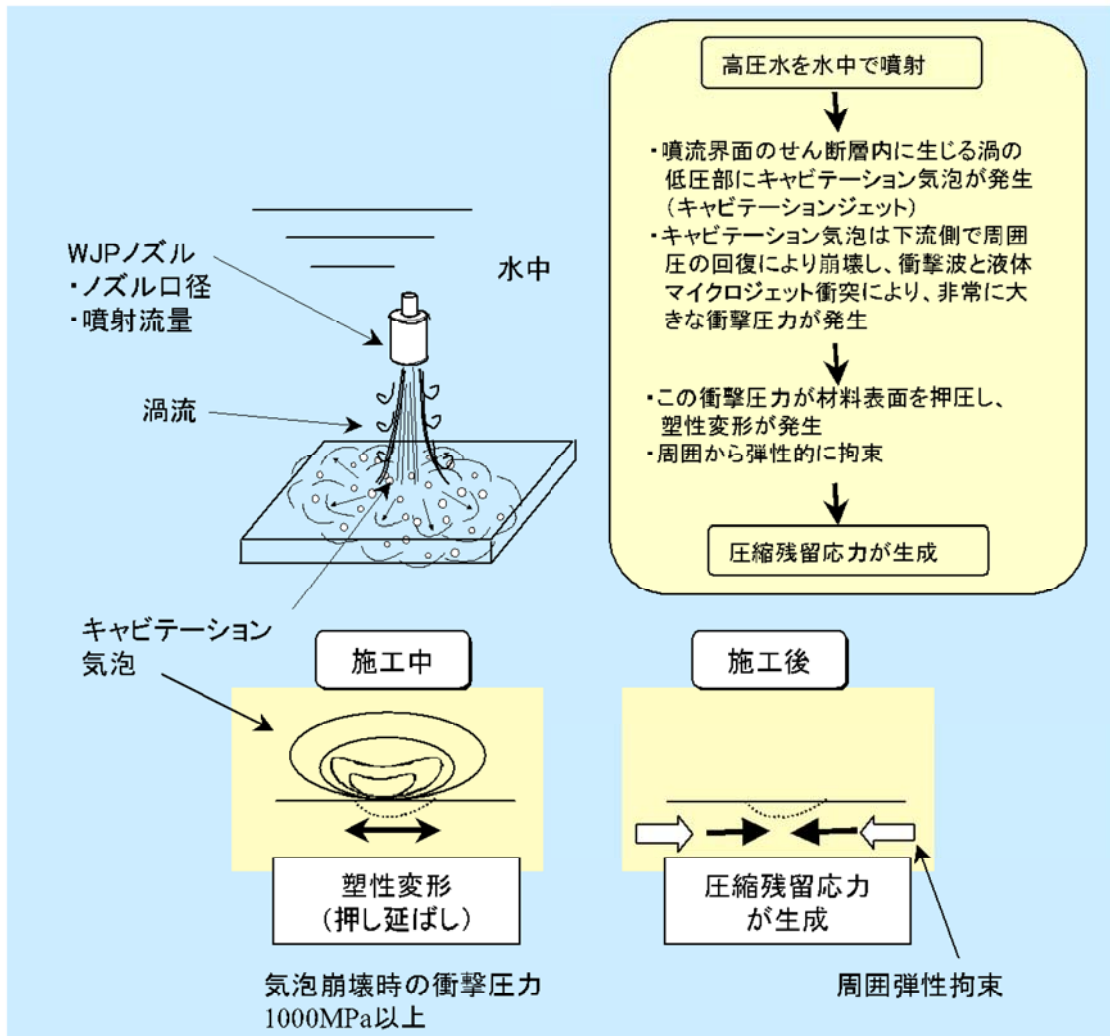 高圧水を水中で噴射
・噴流界面のせん断層内に生じる渦の
低圧部にキャビテーション気泡が発生
（キャビテーションジェット）
・キャビテーション気泡は下流側で周囲
圧の回復により崩壊し、衝撃波と液体
マイクロジェット衝突により、非常に大
きな衝撃圧力が発生
・この衝撃圧力が材料表面を押圧し、
塑性変形が発生
・周囲から弾性的に拘束
圧縮残留応力が生成
WJPノズル
・ノズル口径
・噴射流量
水中
渦流
キャビテーション
気泡
施工中
塑性変形
（押し延ばし）
気泡崩壊時の衝撃圧力
1000MPa以上
施工後
圧縮残留応力
が生成
周囲弾性拘束